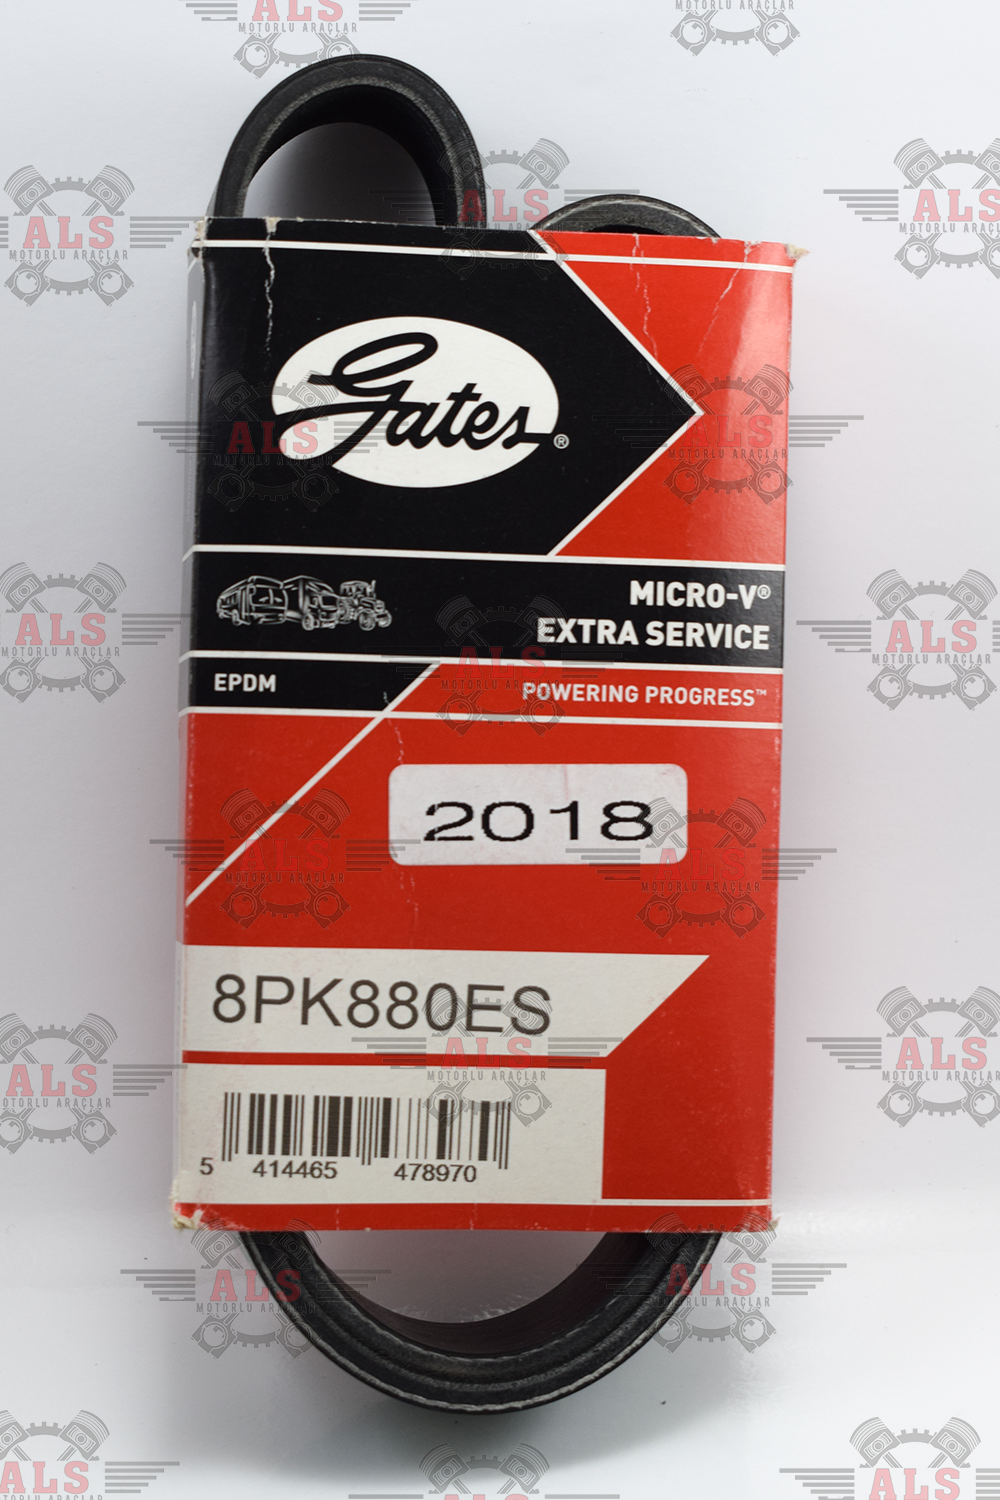 Gates®
MICRO-V®
EXTRA SERVICE
EPDM
POWERING PROGRESS™
2018
8PK880ES
5 414465 478970
ALS
MOTORLU ARAÇLAR